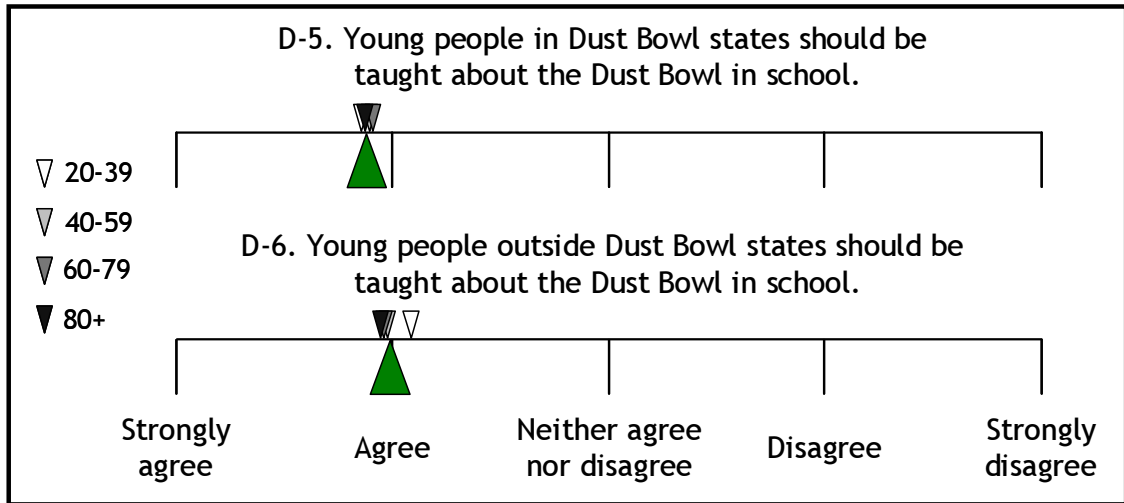 D-5. Young people in Dust Bowl states should be
taught about the Dust Bowl in school.
20-39
40-59
60-79
80+
D-6. Young people outside Dust Bowl states should be
taught about the Dust Bowl in school.
Strongly
agree
Agree
Neither agree
nor disagree
Disagree
Strongly
disagree